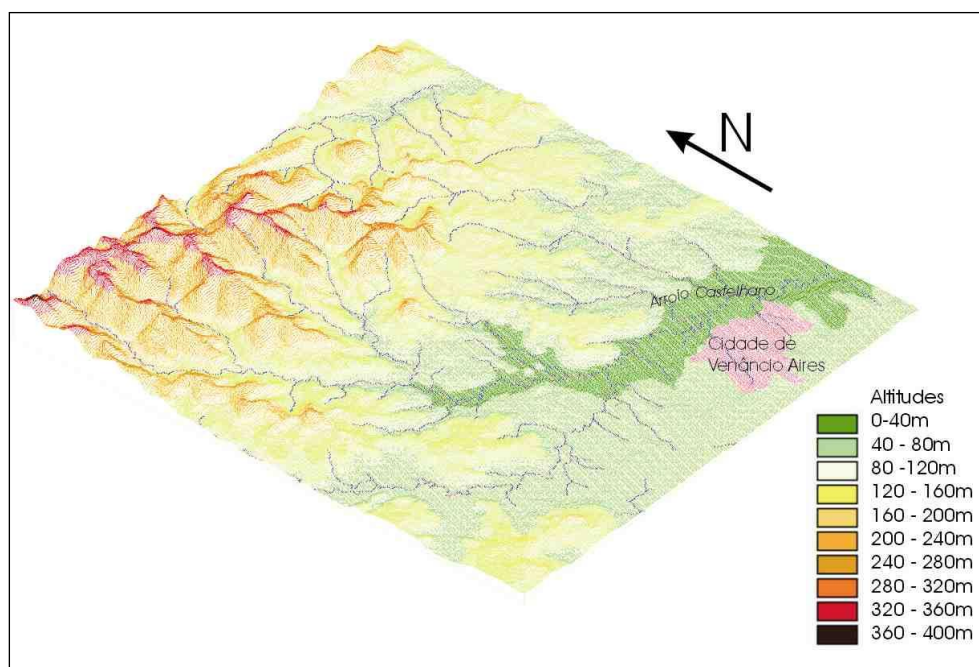 N
Arroio Castelhano
Cidade de
Venâncio Aires
Altitudes
0-40m
40 - 80m
80 -120m
120 - 160m
160 - 200m
200 - 240m
240 - 280m
280 - 320m
320 - 360m
360 - 400m